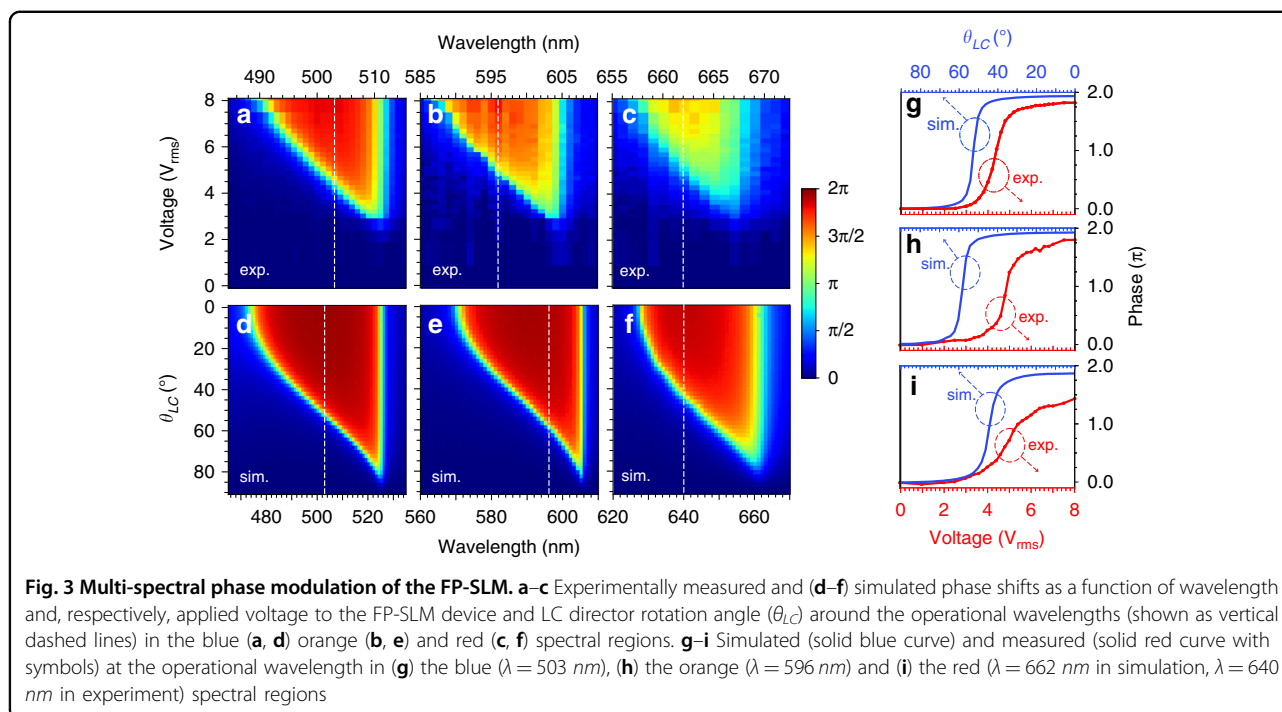 Wavelength (nm)
490 500 510 585 595 605 655 660 665 670
8
6
4
2
0
Voltage (Vrms)
a b c
exp. exp. exp.
2π
3π/2
π
π/2
0
0
20
40
60
80
θLC (°)
d e f
sim. sim. sim.
480 500 520 560 580 600 620 640 660
Wavelength (nm)
θLC (°)
80 60 40 20 0
g
sim.
exp.
2.0
1.0
0.0
h
sim.
exp.
2.0
1.0
0.0
i
sim.
exp.
2.0
1.0
0.0
Phase (π)
0 2 4 6 8
Voltage (Vrms)
Fig. 3 Multi-spectral phase modulation of the FP-SLM. a–c Experimentally measured and (d–f) simulated phase shifts as a function of wavelength
and, respectively, applied voltage to the FP-SLM device and LC director rotation angle (θLC) around the operational wavelengths (shown as vertical
dashed lines) in the blue (a, d) orange (b, e) and red (c, f) spectral regions. g–i Simulated (solid blue curve) and measured (solid red curve with
symbols) at the operational wavelength in (g) the blue (λ = 503 nm), (h) the orange (λ = 596 nm) and (i) the red (λ = 662 nm in simulation, λ = 640
nm in experiment) spectral regions